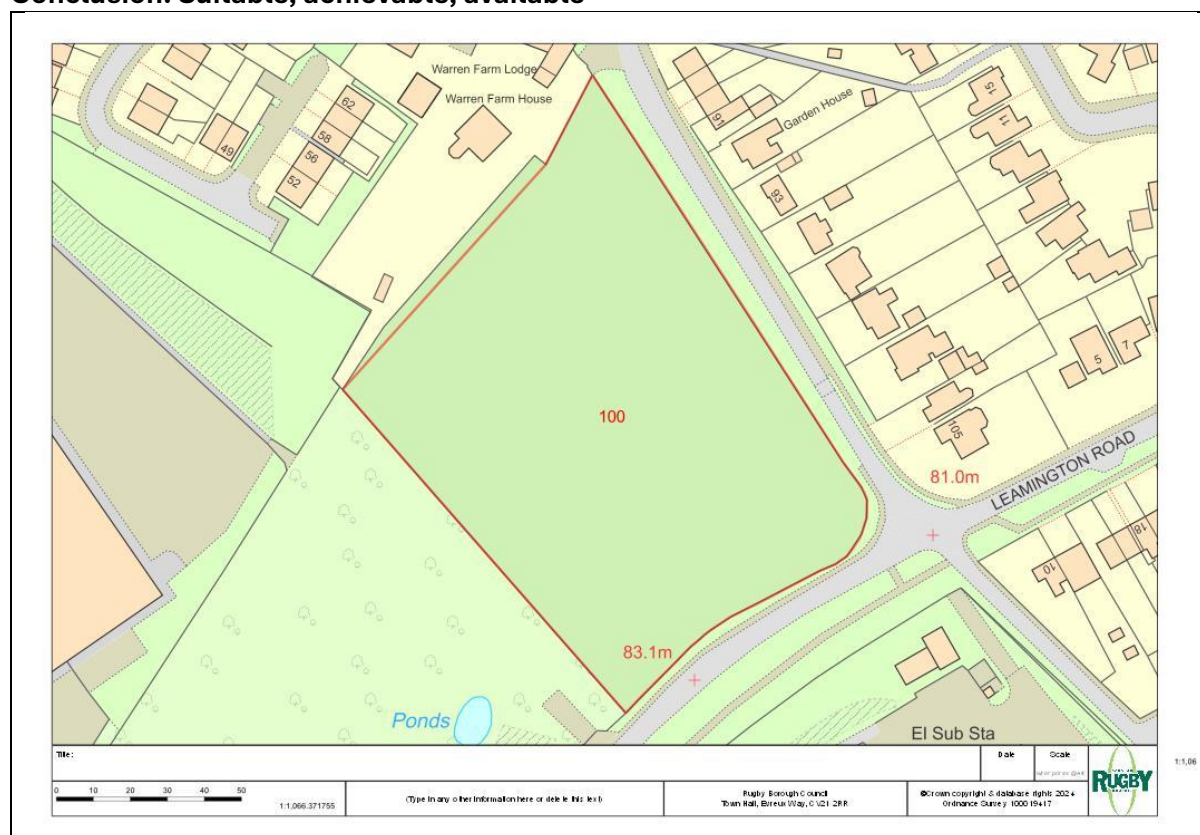 Conclusion: Suitable, achievable, available
Warren Farm Lodge
Warren Farm House
Garden House
62
58
56
52
49
91
93
15
11
100
105
5
7
81.0m
LEAMINGTON ROAD
18
10
83.1m
Ponds
El Sub Sta
Title:
Date
Scale
0 10 20 30 40 50
1:1,066.371755
(Type in any other information here or delete this text)
Rugby Borough Council
Town Hall, Evreux Way, CV21 2RR
©Crown copyright & database rights 2024
Ordnance Survey 100019417
RUGBY
1:1,06